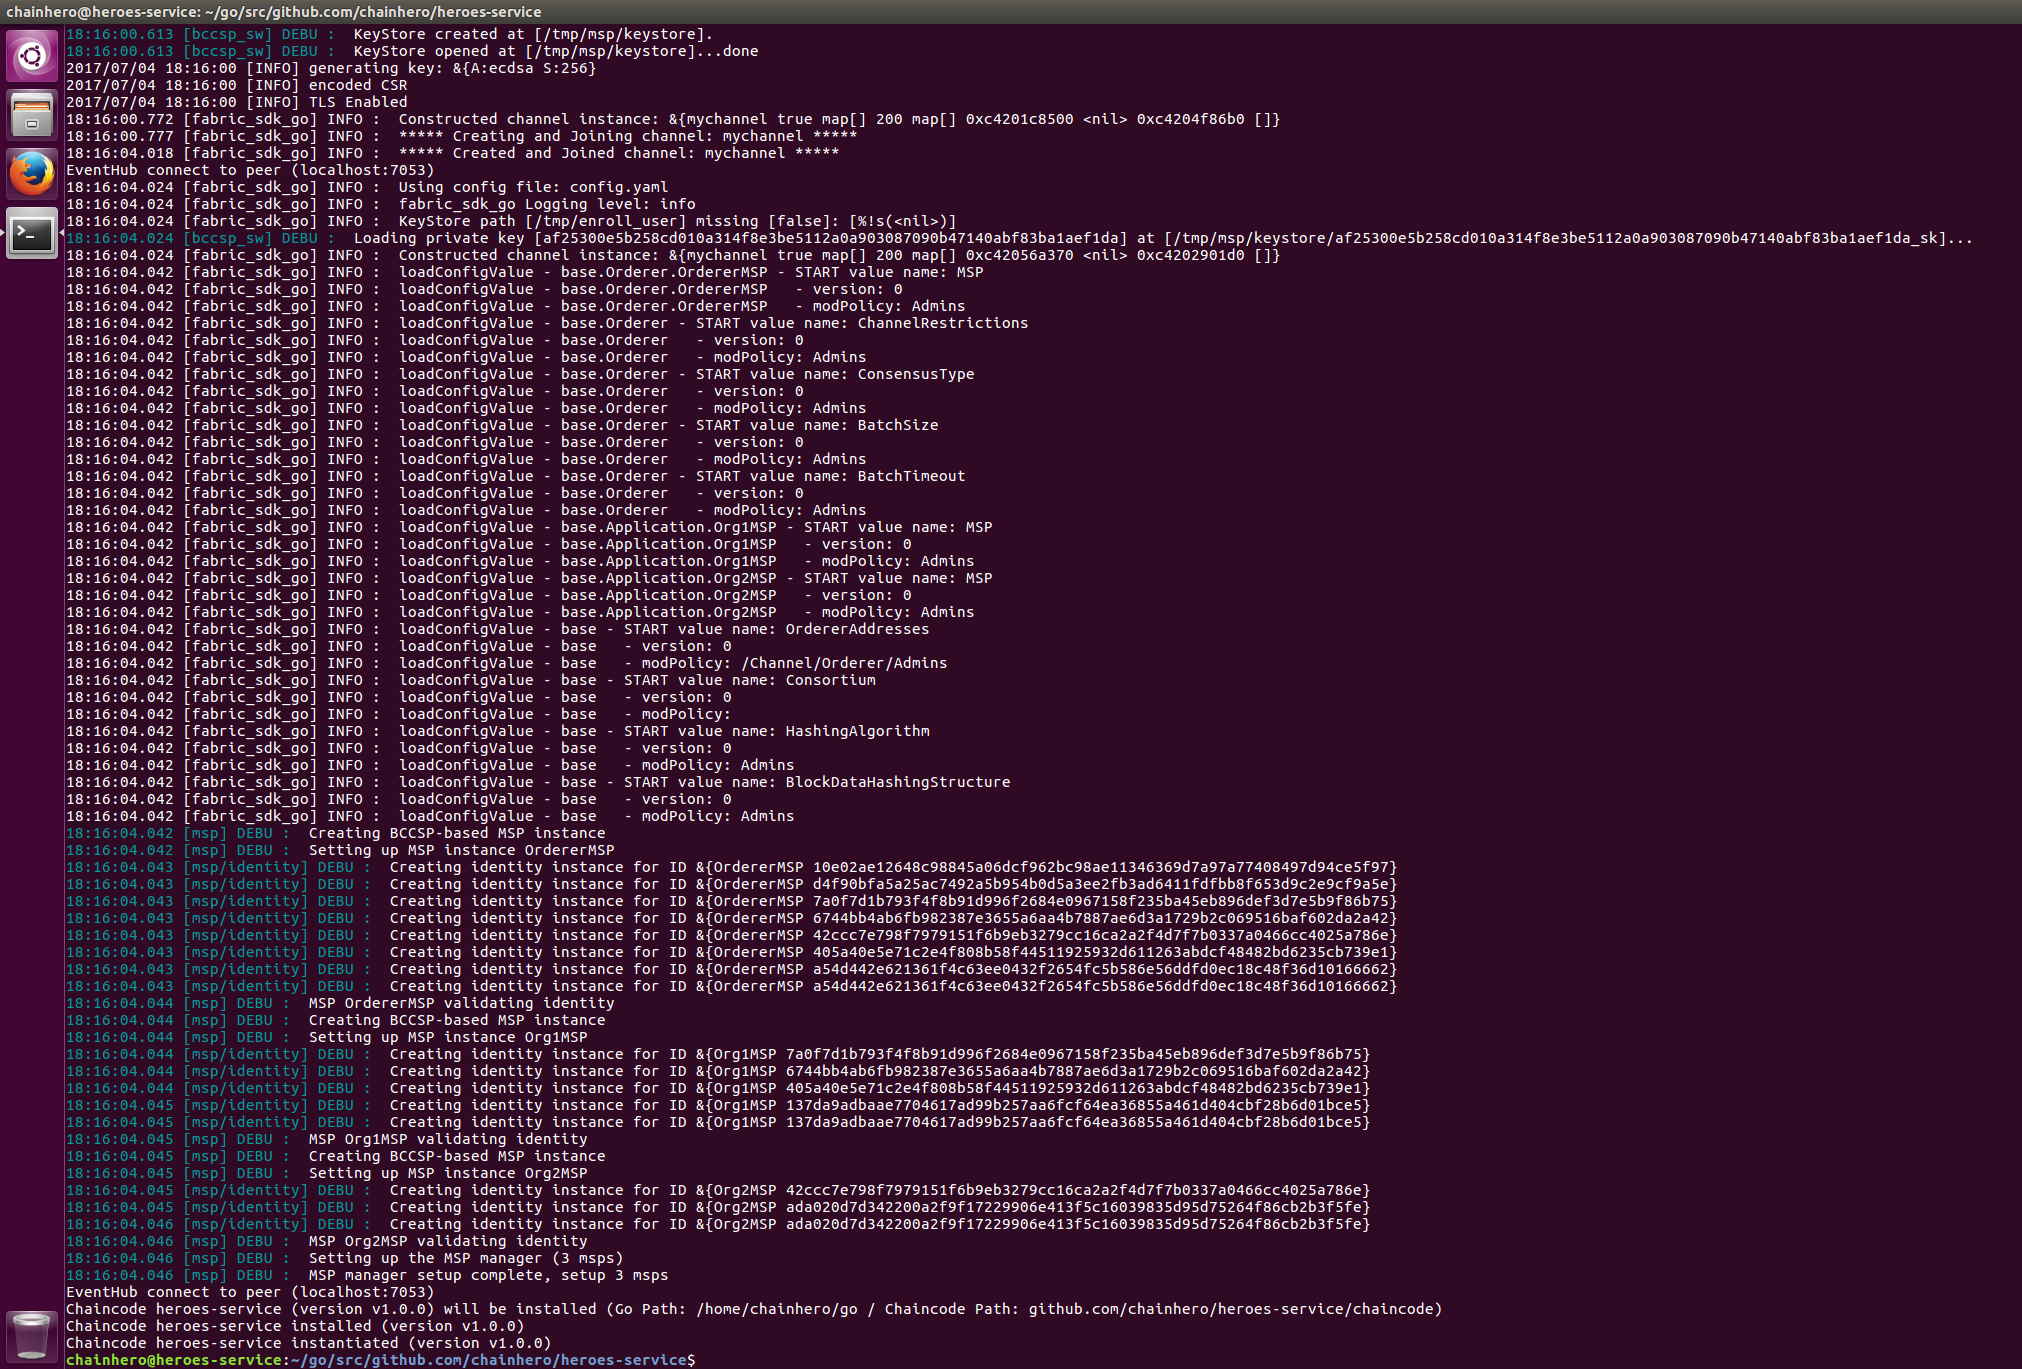 chainhero@heroes-service: ~/go/src/github.com/chainhero/heroes-service
18:16:00.613 [bccsp_sw] DEBU :  KeyStore created at [/tmp/msp/keystore].
18:16:00.613 [bccsp_sw] DEBU :  KeyStore opened at [/tmp/msp/keystore]...done
2017/07/04 18:16:00 [INFO] generating key: &{A:ecdsa S:256}
2017/07/04 18:16:00 [INFO] encoded CSR
2017/07/04 18:16:00 [INFO] TLS Enabled
18:16:00.772 [fabric_sdk_go] INFO :  Constructed channel instance: &{mychannel true map[] 200 map[] 0xc4201c8500 <nil> 0xc4204f86b0 []}
18:16:00.777 [fabric_sdk_go] INFO :  ***** Creating and Joining channel: mychannel *****
18:16:04.018 [fabric_sdk_go] INFO :  ***** Created and Joined channel: mychannel *****
EventHub connect to peer (localhost:7053)
18:16:04.024 [fabric_sdk_go] INFO :  Using config file: config.yaml
18:16:04.024 [fabric_sdk_go] INFO :  fabric_sdk_go Logging level: info
18:16:04.024 [fabric_sdk_go] INFO :  KeyStore path [/tmp/enroll_user] missing [false]: [%!s(<nil>)]
18:16:04.024 [bccsp_sw] DEBU :  Loading private key [af25300e5b258cd010a314f8e3be5112a0a903087090b47140abf83ba1aef1da] at [/tmp/msp/keystore/af25300e5b258cd010a314f8e3be5112a0a903087090b47140abf83ba1aef1da_sk]...
18:16:04.024 [fabric_sdk_go] INFO :  Constructed channel instance: &{mychannel true map[] 200 map[] 0xc42056a370 <nil> 0xc4202901d0 []}
18:16:04.042 [fabric_sdk_go] INFO :  loadConfigValue - base.Orderer.OrdererMSP - START value name: MSP
18:16:04.042 [fabric_sdk_go] INFO :  loadConfigValue - base.Orderer.OrdererMSP   - version: 0
18:16:04.042 [fabric_sdk_go] INFO :  loadConfigValue - base.Orderer.OrdererMSP   - modPolicy: Admins
18:16:04.042 [fabric_sdk_go] INFO :  loadConfigValue - base.Orderer - START value name: ChannelRestrictions
18:16:04.042 [fabric_sdk_go] INFO :  loadConfigValue - base.Orderer   - version: 0
18:16:04.042 [fabric_sdk_go] INFO :  loadConfigValue - base.Orderer   - modPolicy: Admins
18:16:04.042 [fabric_sdk_go] INFO :  loadConfigValue - base.Orderer - START value name: ConsensusType
18:16:04.042 [fabric_sdk_go] INFO :  loadConfigValue - base.Orderer   - version: 0
18:16:04.042 [fabric_sdk_go] INFO :  loadConfigValue - base.Orderer   - modPolicy: Admins
18:16:04.042 [fabric_sdk_go] INFO :  loadConfigValue - base.Orderer - START value name: BatchSize
18:16:04.042 [fabric_sdk_go] INFO :  loadConfigValue - base.Orderer   - version: 0
18:16:04.042 [fabric_sdk_go] INFO :  loadConfigValue - base.Orderer   - modPolicy: Admins
18:16:04.042 [fabric_sdk_go] INFO :  loadConfigValue - base.Orderer - START value name: BatchTimeout
18:16:04.042 [fabric_sdk_go] INFO :  loadConfigValue - base.Orderer   - version: 0
18:16:04.042 [fabric_sdk_go] INFO :  loadConfigValue - base.Orderer   - modPolicy: Admins
18:16:04.042 [fabric_sdk_go] INFO :  loadConfigValue - base.Application.Org1MSP - START value name: MSP
18:16:04.042 [fabric_sdk_go] INFO :  loadConfigValue - base.Application.Org1MSP   - version: 0
18:16:04.042 [fabric_sdk_go] INFO :  loadConfigValue - base.Application.Org1MSP   - modPolicy: Admins
18:16:04.042 [fabric_sdk_go] INFO :  loadConfigValue - base.Application.Org2MSP - START value name: MSP
18:16:04.042 [fabric_sdk_go] INFO :  loadConfigValue - base.Application.Org2MSP   - version: 0
18:16:04.042 [fabric_sdk_go] INFO :  loadConfigValue - base.Application.Org2MSP   - modPolicy: Admins
18:16:04.042 [fabric_sdk_go] INFO :  loadConfigValue - base - START value name: OrdererAddresses
18:16:04.042 [fabric_sdk_go] INFO :  loadConfigValue - base   - version: 0
18:16:04.042 [fabric_sdk_go] INFO :  loadConfigValue - base   - modPolicy: /Channel/Orderer/Admins
18:16:04.042 [fabric_sdk_go] INFO :  loadConfigValue - base - START value name: Consortium
18:16:04.042 [fabric_sdk_go] INFO :  loadConfigValue - base   - version: 0
18:16:04.042 [fabric_sdk_go] INFO :  loadConfigValue - base   - modPolicy:
18:16:04.042 [fabric_sdk_go] INFO :  loadConfigValue - base - START value name: HashingAlgorithm
18:16:04.042 [fabric_sdk_go] INFO :  loadConfigValue - base   - version: 0
18:16:04.042 [fabric_sdk_go] INFO :  loadConfigValue - base   - modPolicy: Admins
18:16:04.042 [fabric_sdk_go] INFO :  loadConfigValue - base - START value name: BlockDataHashingStructure
18:16:04.042 [fabric_sdk_go] INFO :  loadConfigValue - base   - version: 0
18:16:04.042 [fabric_sdk_go] INFO :  loadConfigValue - base   - modPolicy: Admins
18:16:04.042 [msp] DEBU :  Creating BCCSP-based MSP instance
18:16:04.042 [msp] DEBU :  Setting up MSP instance OrdererMSP
18:16:04.043 [msp/identity] DEBU :  Creating identity instance for ID &{OrdererMSP 10e02ae12648c98845a06dcf962bc98ae11346369d7a97a77408497d94ce5f97}
18:16:04.043 [msp/identity] DEBU :  Creating identity instance for ID &{OrdererMSP d4f90bfa5a25ac7492a5b954b0d5a3ee2fb3ad6411fdfbb8f653d9c2e9cf9a5e}
18:16:04.043 [msp/identity] DEBU :  Creating identity instance for ID &{OrdererMSP 7a0f7d1b793f4f8b91d996f2684e0967158f235ba45eb896def3d7e5b9f86b75}
18:16:04.043 [msp/identity] DEBU :  Creating identity instance for ID &{OrdererMSP 6744bb4ab6fb982387e3655a6aa4b7887ae6d3a1729b2c069516baf602da2a42}
18:16:04.043 [msp/identity] DEBU :  Creating identity instance for ID &{OrdererMSP 42ccc7e798f7979151f6b9eb3279cc16ca2a2f4d7f7b0337a0466cc4025a786e}
18:16:04.043 [msp/identity] DEBU :  Creating identity instance for ID &{OrdererMSP 405a40e5e71c2e4f808b58f44511925932d611263abdcf48482bd6235cb739e1}
18:16:04.043 [msp/identity] DEBU :  Creating identity instance for ID &{OrdererMSP a54d442e621361f4c63ee0432f2654fc5b586e56ddfd0ec18c48f36d10166662}
18:16:04.043 [msp/identity] DEBU :  Creating identity instance for ID &{OrdererMSP a54d442e621361f4c63ee0432f2654fc5b586e56ddfd0ec18c48f36d10166662}
18:16:04.044 [msp] DEBU :  MSP OrdererMSP validating identity
18:16:04.044 [msp] DEBU :  Creating BCCSP-based MSP instance
18:16:04.044 [msp] DEBU :  Setting up MSP instance Org1MSP
18:16:04.044 [msp/identity] DEBU :  Creating identity instance for ID &{Org1MSP 7a0f7d1b793f4f8b91d996f2684e0967158f235ba45eb896def3d7e5b9f86b75}
18:16:04.044 [msp/identity] DEBU :  Creating identity instance for ID &{Org1MSP 6744bb4ab6fb982387e3655a6aa4b7887ae6d3a1729b2c069516baf602da2a42}
18:16:04.044 [msp/identity] DEBU :  Creating identity instance for ID &{Org1MSP 405a40e5e71c2e4f808b58f44511925932d611263abdcf48482bd6235cb739e1}
18:16:04.045 [msp/identity] DEBU :  Creating identity instance for ID &{Org1MSP 137da9adbaae7704617ad99b257aa6fcf64ea36855a461d404cbf28b6d01bce5}
18:16:04.045 [msp/identity] DEBU :  Creating identity instance for ID &{Org1MSP 137da9adbaae7704617ad99b257aa6fcf64ea36855a461d404cbf28b6d01bce5}
18:16:04.045 [msp] DEBU :  MSP Org1MSP validating identity
18:16:04.045 [msp] DEBU :  Creating BCCSP-based MSP instance
18:16:04.045 [msp] DEBU :  Setting up MSP instance Org2MSP
18:16:04.045 [msp/identity] DEBU :  Creating identity instance for ID &{Org2MSP 42ccc7e798f7979151f6b9eb3279cc16ca2a2f4d7f7b0337a0466cc4025a786e}
18:16:04.045 [msp/identity] DEBU :  Creating identity instance for ID &{Org2MSP ada020d7d342200a2f9f17229906e413f5c16039835d95d75264f86cb2b3f5fe}
18:16:04.046 [msp/identity] DEBU :  Creating identity instance for ID &{Org2MSP ada020d7d342200a2f9f17229906e413f5c16039835d95d75264f86cb2b3f5fe}
18:16:04.046 [msp] DEBU :  MSP Org2MSP validating identity
18:16:04.046 [msp] DEBU :  Setting up the MSP manager (3 msps)
18:16:04.046 [msp] DEBU :  MSP manager setup complete, setup 3 msps
EventHub connect to peer (localhost:7053)
Chaincode heroes-service (version v1.0.0) will be installed (Go Path: /home/chainhero/go / Chaincode Path: github.com/chainhero/heroes-service/chaincode)
Chaincode heroes-service installed (version v1.0.0)
Chaincode heroes-service instantiated (version v1.0.0)
chainhero@heroes-service:~/go/src/github.com/chainhero/heroes-service$